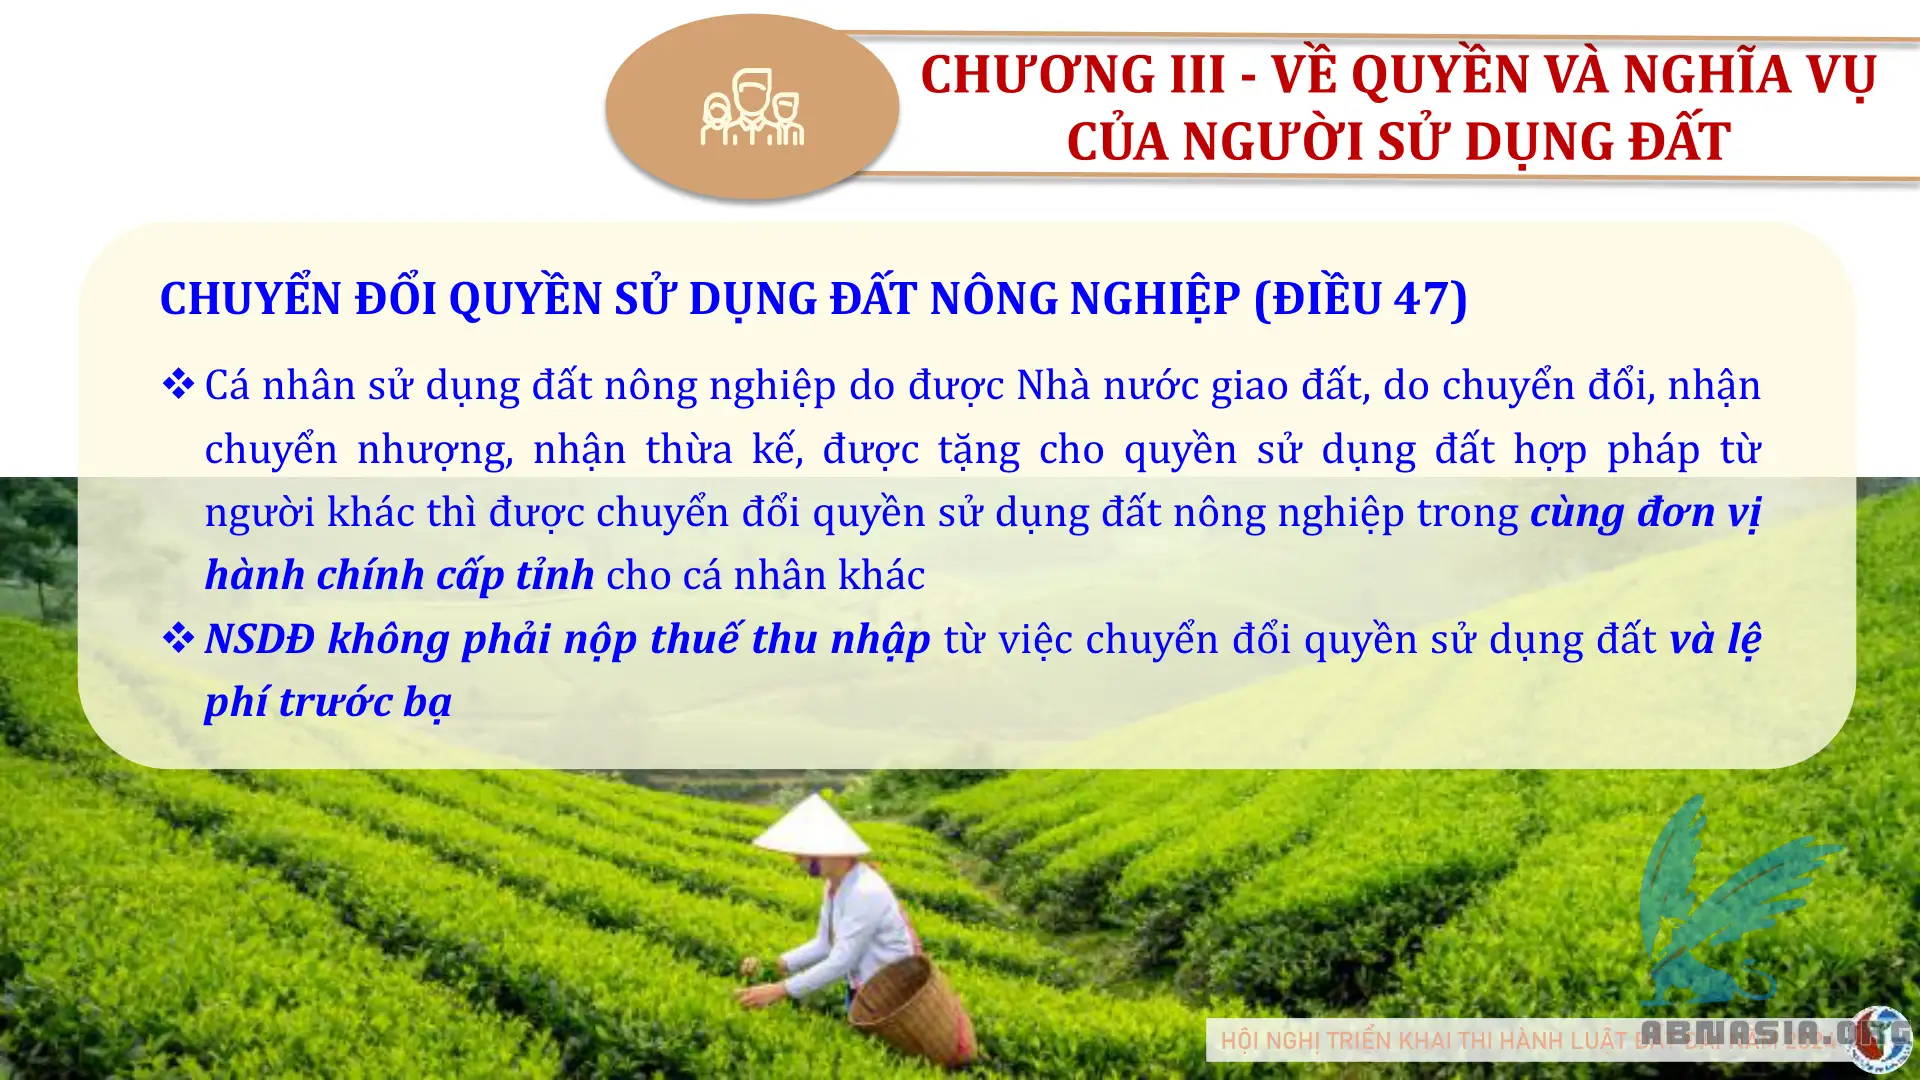 CHƯƠNG III - VỀ QUYỀN VÀ NGHĨA VỤ
CỦA NGƯỜI SỬ DỤNG ĐẤT
CHUYỂN ĐỔI QUYỀN SỬ DỤNG ĐẤT NÔNG NGHIỆP (ĐIỀU 47)
❖ Cá nhân sử dụng đất nông nghiệp do được Nhà nước giao đất, do chuyển đổi, nhận
chuyển nhượng, nhận thừa kế, được tặng cho quyền sử dụng đất hợp pháp từ
người khác thì được chuyển đổi quyền sử dụng đất nông nghiệp trong cùng đơn vị
hành chính cấp tỉnh cho cá nhân khác
❖ NSDĐ không phải nộp thuế thu nhập từ việc chuyển đổi quyền sử dụng đất và lệ
phí trước bạ
HỘI NGHỊ TRIỂN KHAI THI HÀNH LUẬT
ABMASIA.ORG